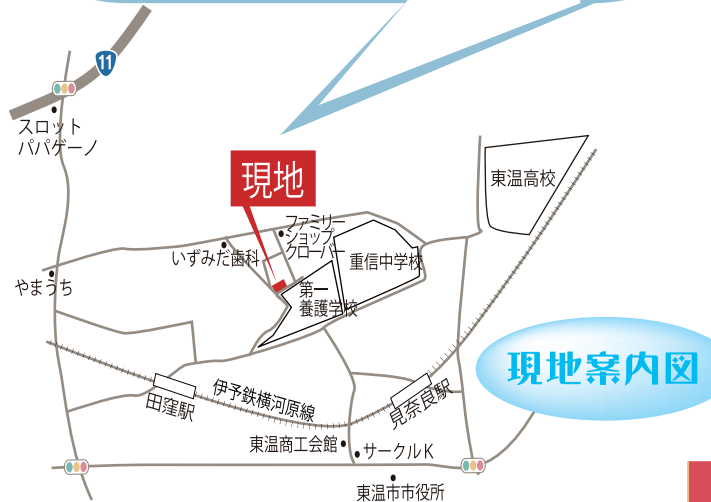 11
スロット
パパゲーノ
現地
東温高校
ファミリー
ショップ
クローバー
いずみだ歯科
重信中学校
やまうち
第一
養護学校
現地案内図
田窪駅
伊予鉄横河原線
見奈良駅
東温商工会館
サークルK
東温市市役所